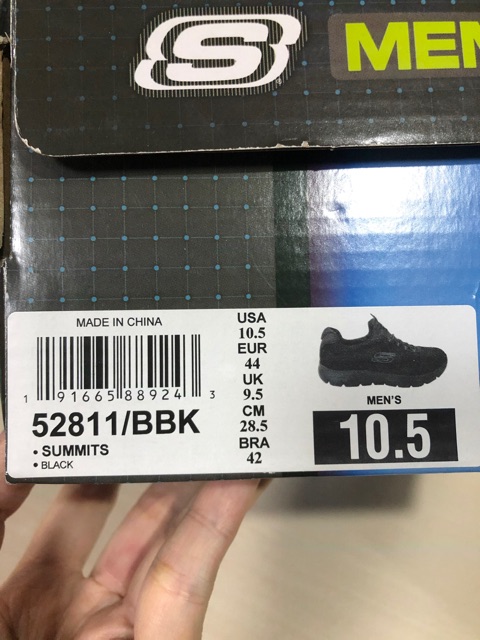 S
MEN
MADE IN CHINA
1 91665 88924 3
52811/BBK
• SUMMITS
• BLACK
USA
10.5
EUR
44
UK
9.5
CM
28.5
BRA
42
SKECHERS
MEN'S
10.5